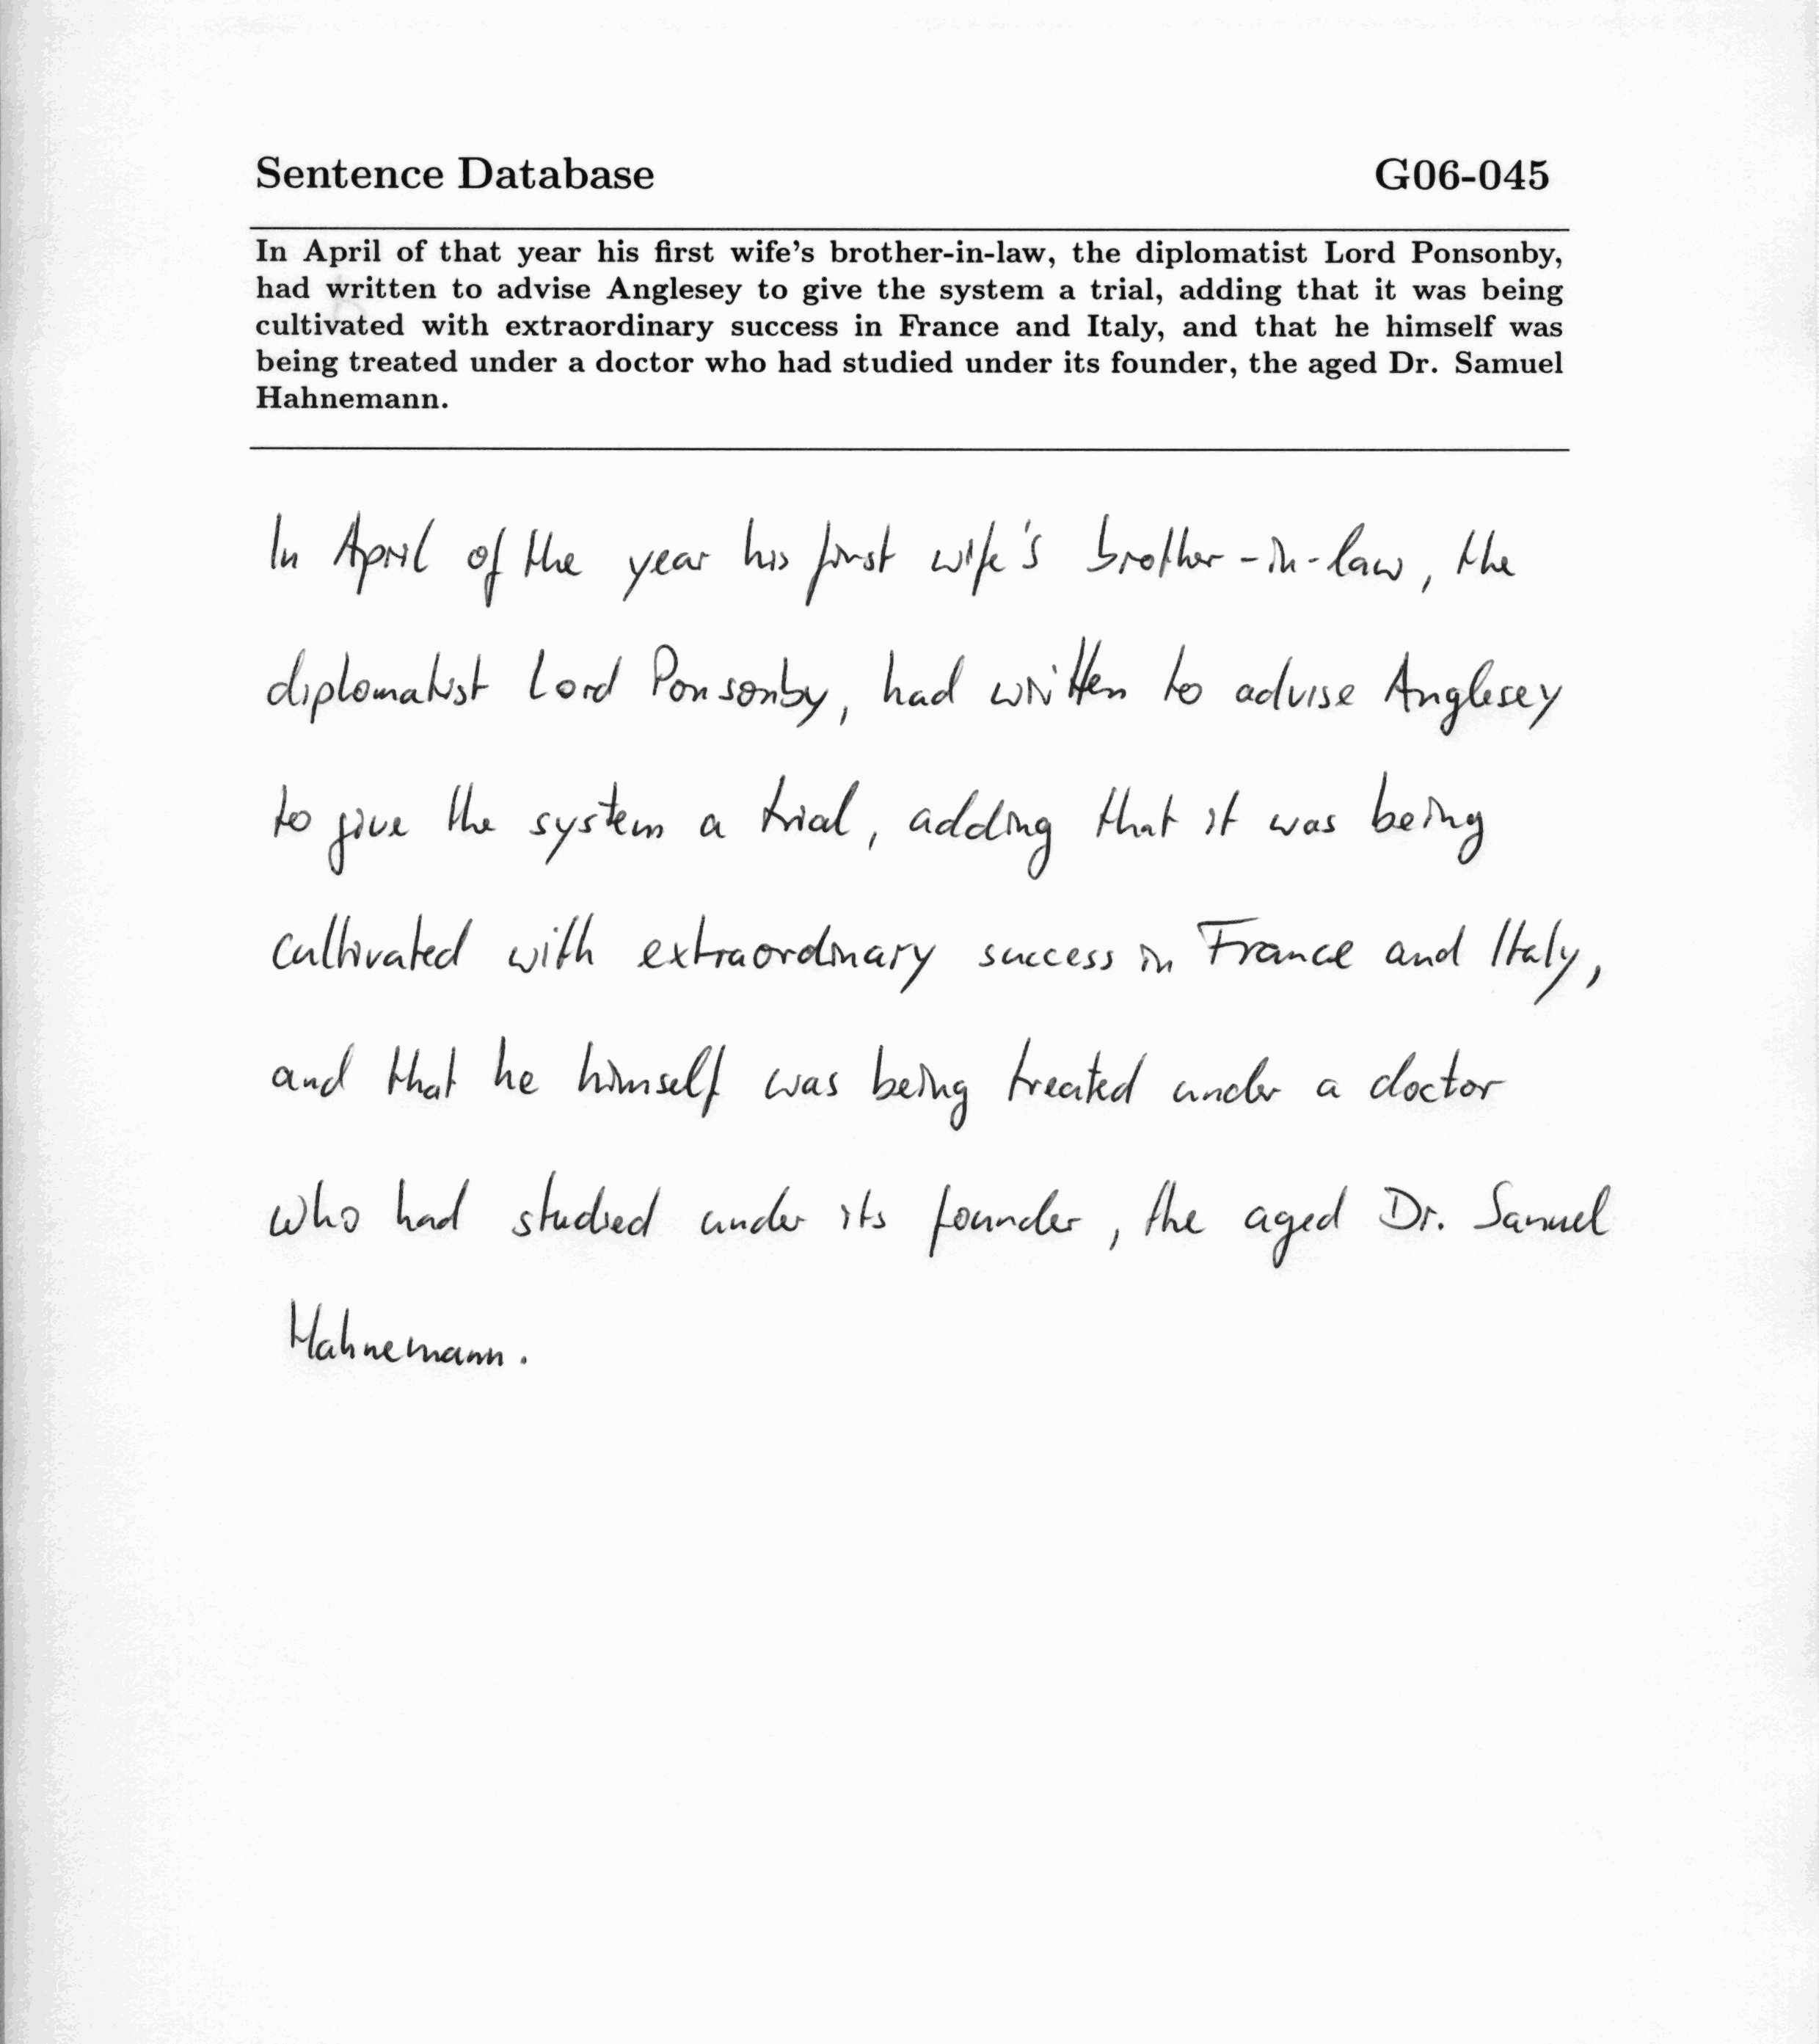 Sentence Database G06-045
In April of that year his first wife's brother-in-law, the diplomatist Lord Ponsonby,
had written to advise Anglesey to give the system a trial, adding that it was being
cultivated with extraordinary success in France and Italy, and that he himself was
being treated under a doctor who had studied under its founder, the aged Dr. Samuel
Hahnemann.
In April of the year his first wife's brother-in-law, the
diplomatist Lord Ponsonby, had written to advise Anglesey
to give the system a trial, adding that it was being
cultivated with extraordinary success in France and Italy,
and that he himself was being treated under a doctor
who had studied under its founder, the aged Dr. Samuel
Hahnemann.